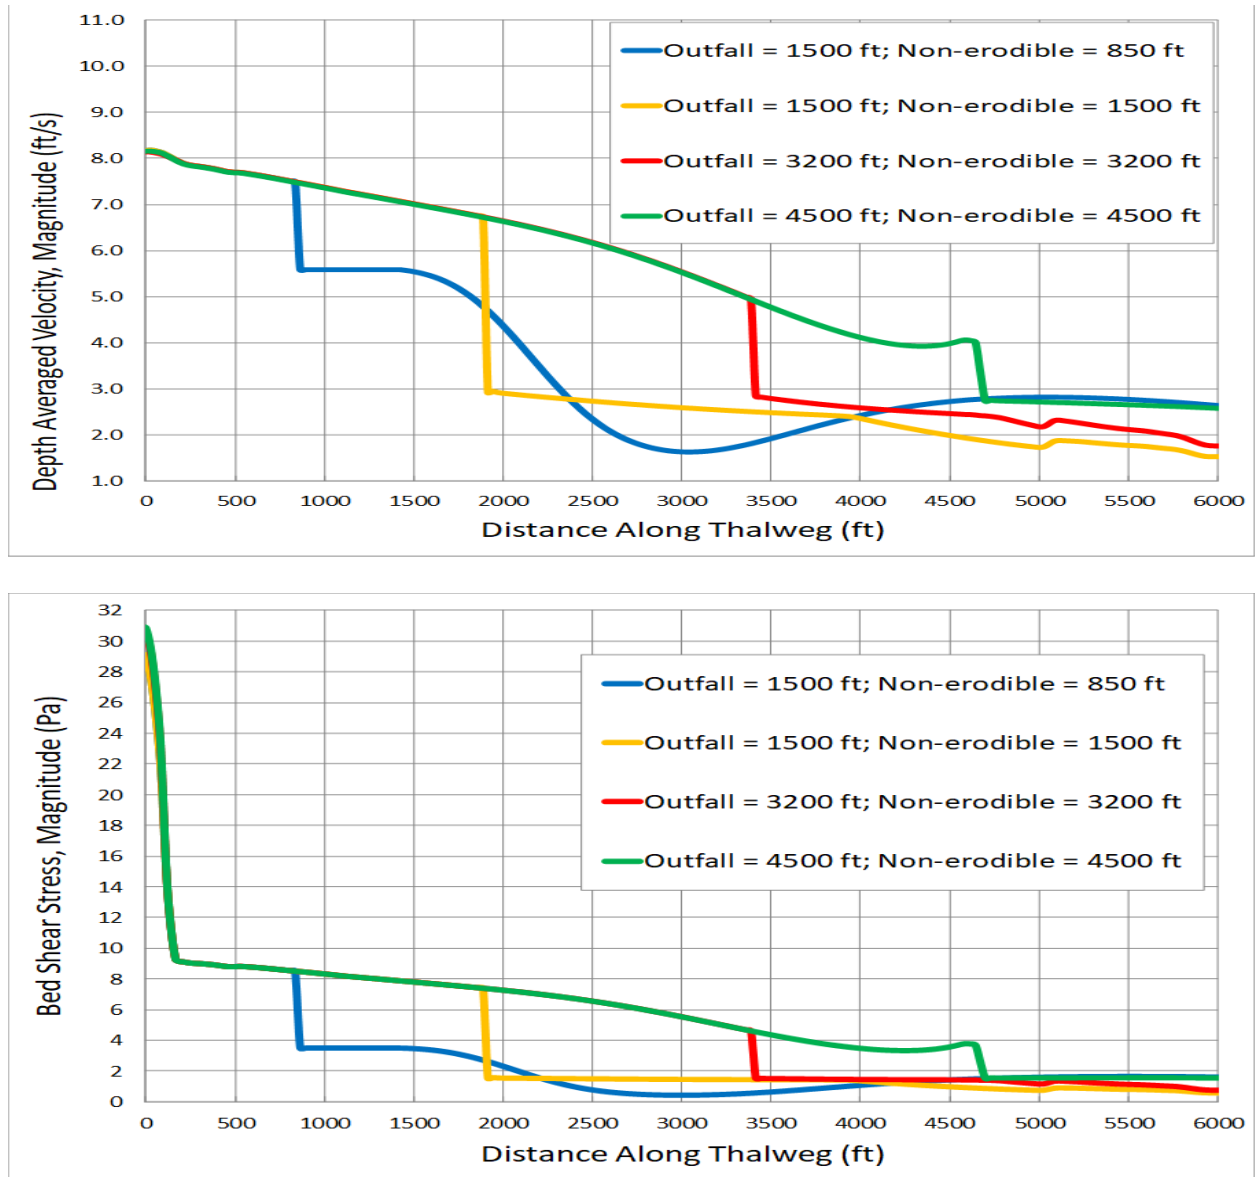 11.0
10.0
9.0
8.0
7.0
6.0
5.0
4.0
3.0
2.0
1.0
Depth Averaged Velocity, Magnitude (ft/s)
Outfall = 1500 ft; Non-erodible = 850 ft
Outfall = 1500 ft; Non-erodible = 1500 ft
Outfall = 3200 ft; Non-erodible = 3200 ft
Outfall = 4500 ft; Non-erodible = 4500 ft
0 500 1000 1500 2000 2500 3000 3500 4000 4500 5000 5500 6000
Distance Along Thalweg (ft)
32
30
28
26
24
22
20
18
16
14
12
10
8
6
4
2
0
Bed Shear Stress, Magnitude (Pa)
Outfall = 1500 ft; Non-erodible = 850 ft
Outfall = 1500 ft; Non-erodible = 1500 ft
Outfall = 3200 ft; Non-erodible = 3200 ft
Outfall = 4500 ft; Non-erodible = 4500 ft
0 500 1000 1500 2000 2500 3000 3500 4000 4500 5000 5500 6000
Distance Along Thalweg (ft)